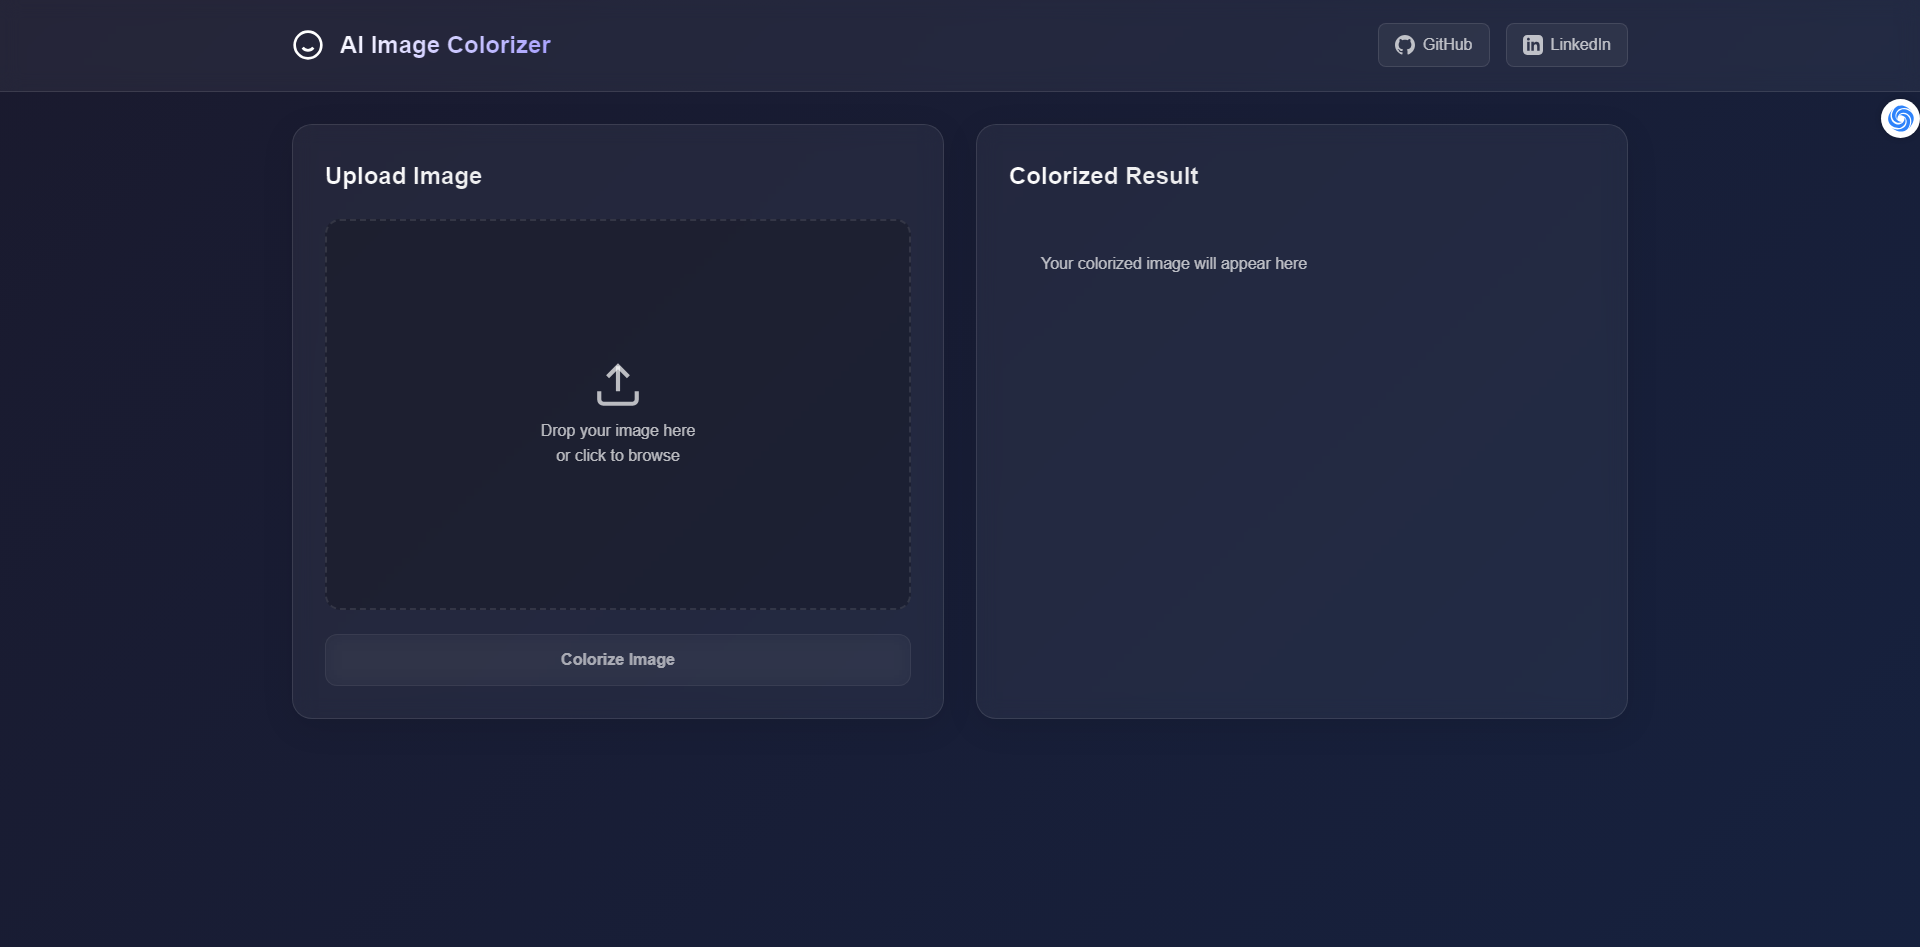 AI Image Colorizer
GitHub
LinkedIn
Upload Image
Drop your image here
or click to browse
Colorize Image
Colorized Result
Your colorized image will appear here